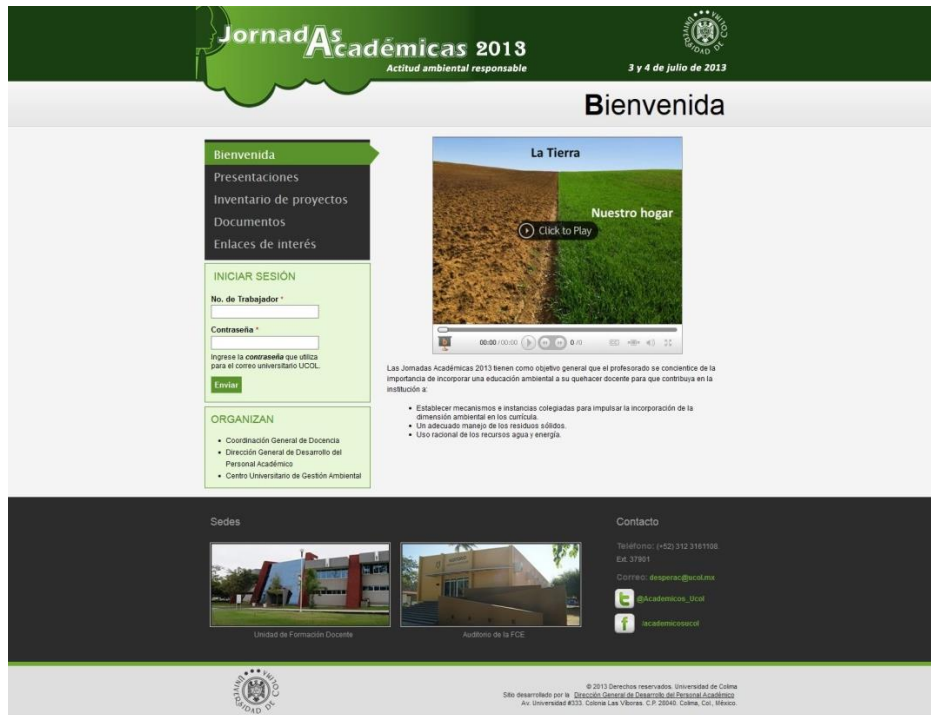 JornadAs
Académicas 2013
Actitud ambiental responsable
UNIVERSIDAD DE COLIMA
3 y 4 de julio de 2013
Bienvenida
Bienvenida
Presentaciones
Inventario de proyectos
Documentos
Enlaces de interés
INICIAR SESIÓN
No. de Trabajador *
Contraseña *
Ingrese la contraseña que utiliza
para el correo universitario UCOL.
Enviar
ORGANIZAN
Coordinación General de Docencia
Dirección General de Desarrollo del
Personal Académico
Centro Universitario de Gestión Ambiental
La Tierra
Nuestro hogar
Click to Play
00:00 / 00:00
0 /0
Las Jornadas Académicas 2013 tienen como objetivo general que el profesorado se concientice de la
importancia de incorporar una educación ambiental a su quehacer docente para que contribuya en la
institución a:
Establecer mecanismos e instancias colegiadas para impulsar la incorporación de la
dimensión ambiental en los currícula.
Un adecuado manejo de los residuos sólidos.
Uso racional de los recursos agua y energía.
Sedes
Unidad de Formación Docente
Auditorio de la FCE
Contacto
Teléfono: (+52) 312 3161108.
Ext. 37901
Correo: desperac@ucol.mx
@Academicos_Ucol
/academicosucol
UNIVERSIDAD DE COLIMA
© 2013 Derechos reservados. Universidad de Colima
Sitio desarrollado por la Dirección General de Desarrollo del Personal Académico
Av. Universidad #333. Colonia Las Víboras. C.P. 28040. Colima, Col., México.